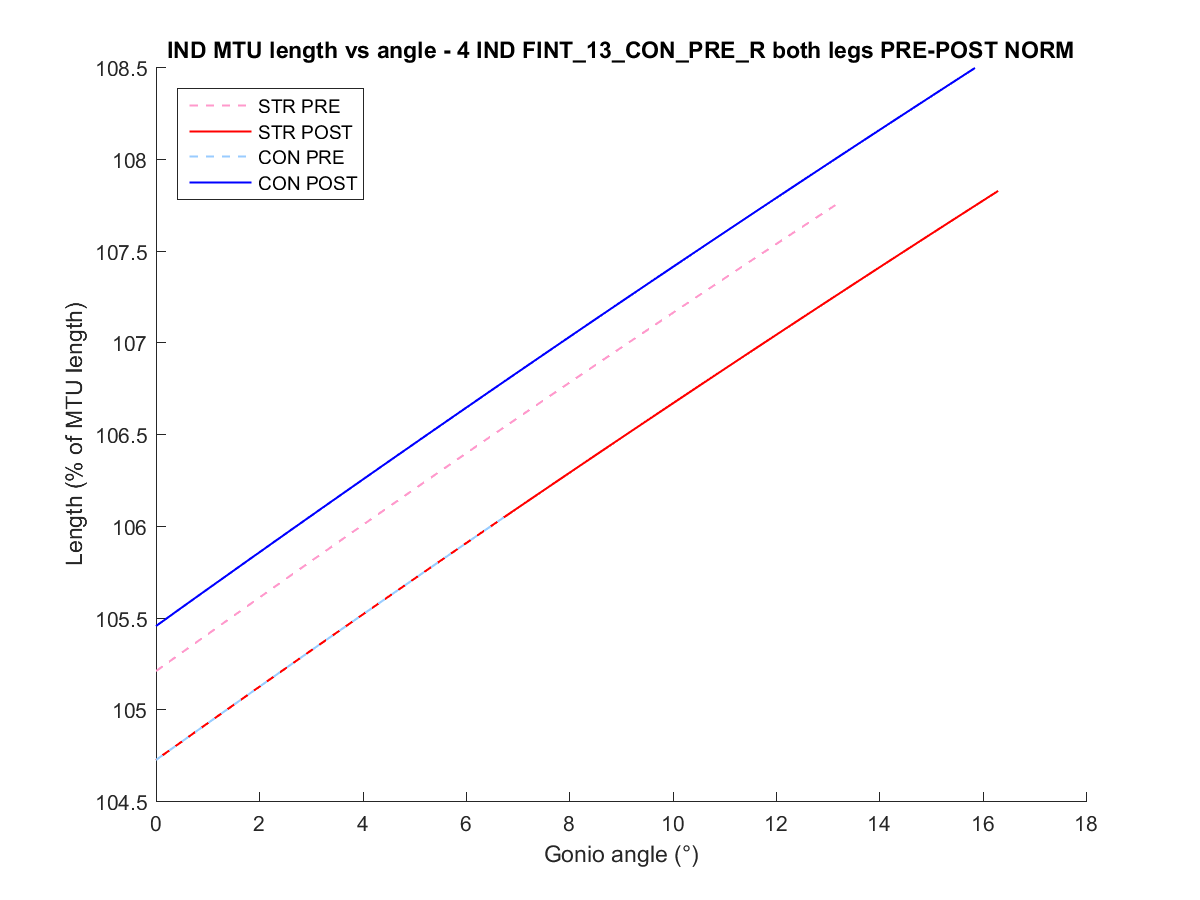 IND MTU length vs angle - 4 IND FINT_13_CON_PRE_R both legs PRE-POST NORM
108.5
108
107.5
107
106.5
106
105.5
105
104.5
STR PRE
STR POST
CON PRE
CON POST
Length (% of MTU length)
0 2 4 6 8 10 12 14 16 18
Gonio angle (°)